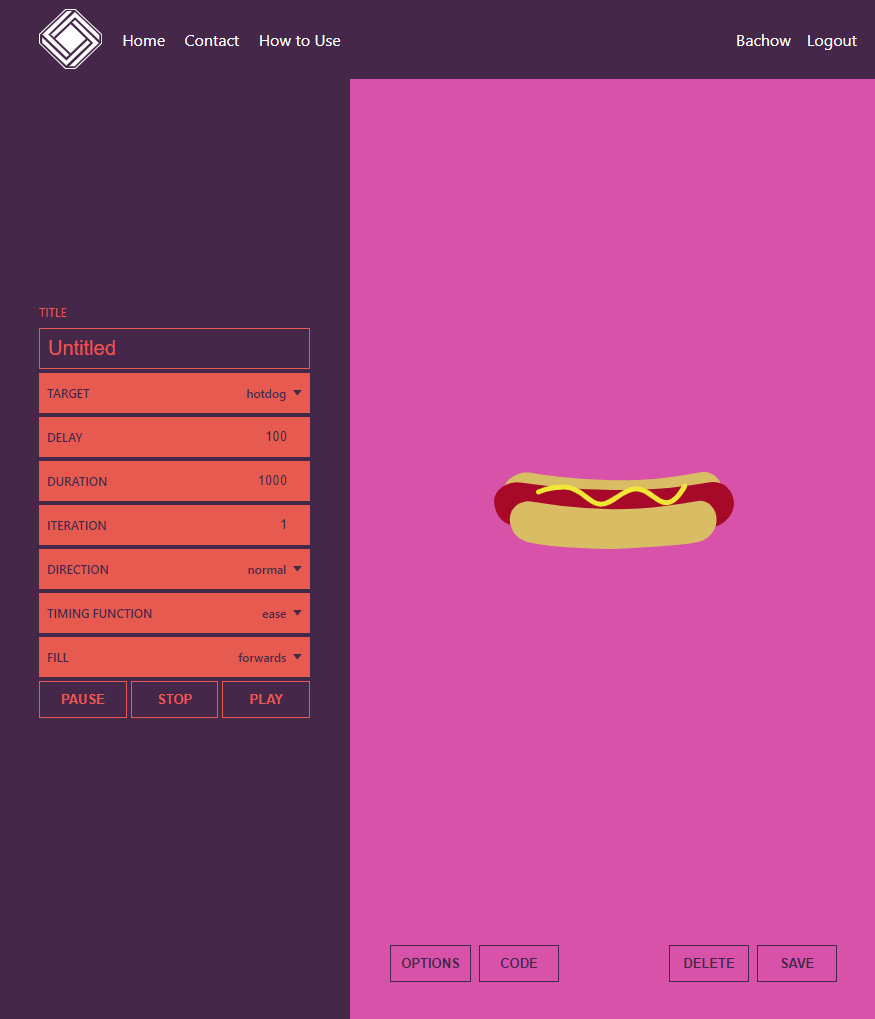 Home Contact How to Use Bachow Logout
TITLE
Untitled
TARGET hotdog
DELAY 100
DURATION 1000
ITERATION 1
DIRECTION normal
TIMING FUNCTION ease
FILL forwards
PAUSE STOP PLAY
OPTIONS CODE DELETE SAVE